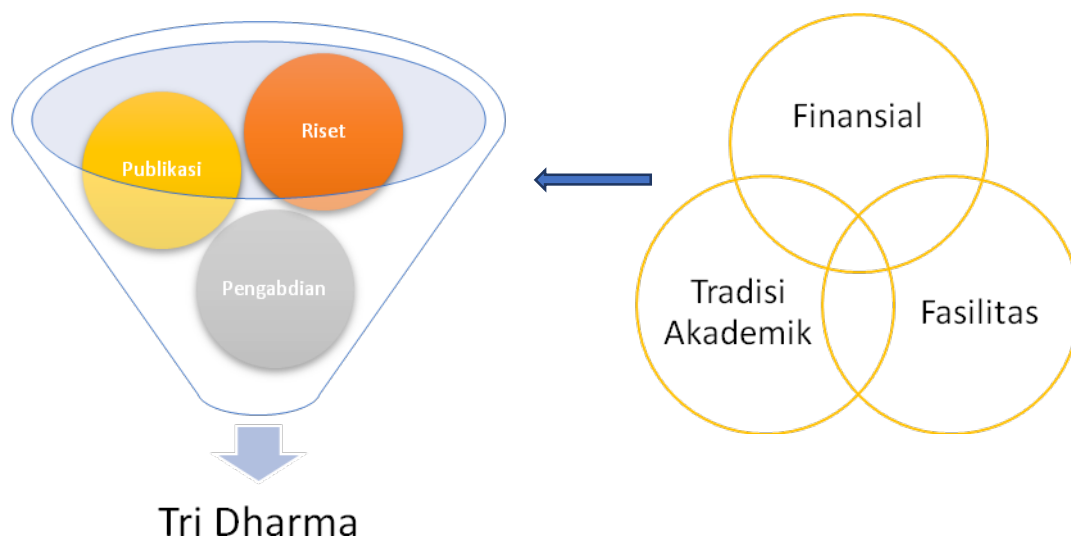 Riset
Publikasi
Pengabdian
Tri Dharma
Finansial
Tradisi
Akademik
Fasilitas